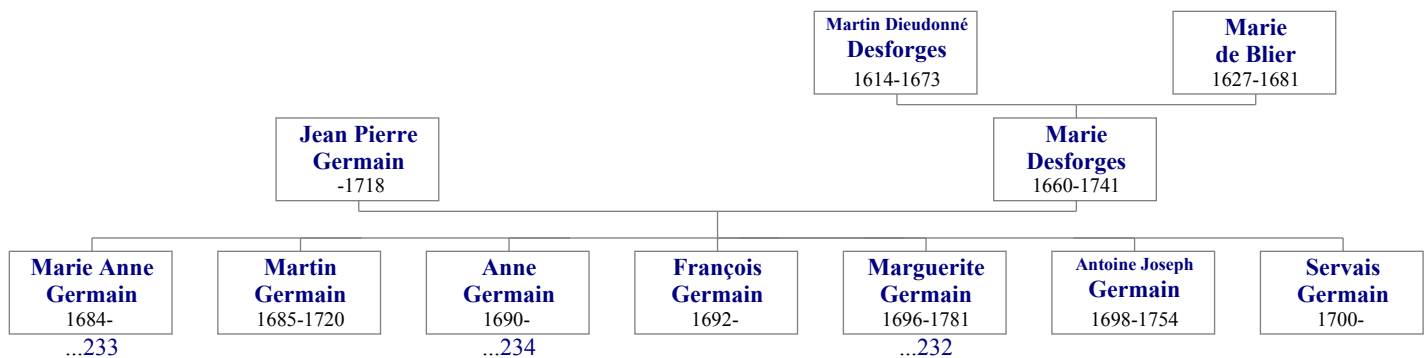 Martin Dieudonné
Desforges
1614-1673
Marie
de Blier
1627-1681
Jean Pierre
Germain
-1718
Marie
Desforges
1660-1741
Marie Anne
Germain
1684-
...233
Martin
Germain
1685-1720
Anne
Germain
1690-
...234
François
Germain
1692-
Marguerite
Germain
1696-1781
...232
Antoine Joseph
Germain
1698-1754
Servais
Germain
1700-